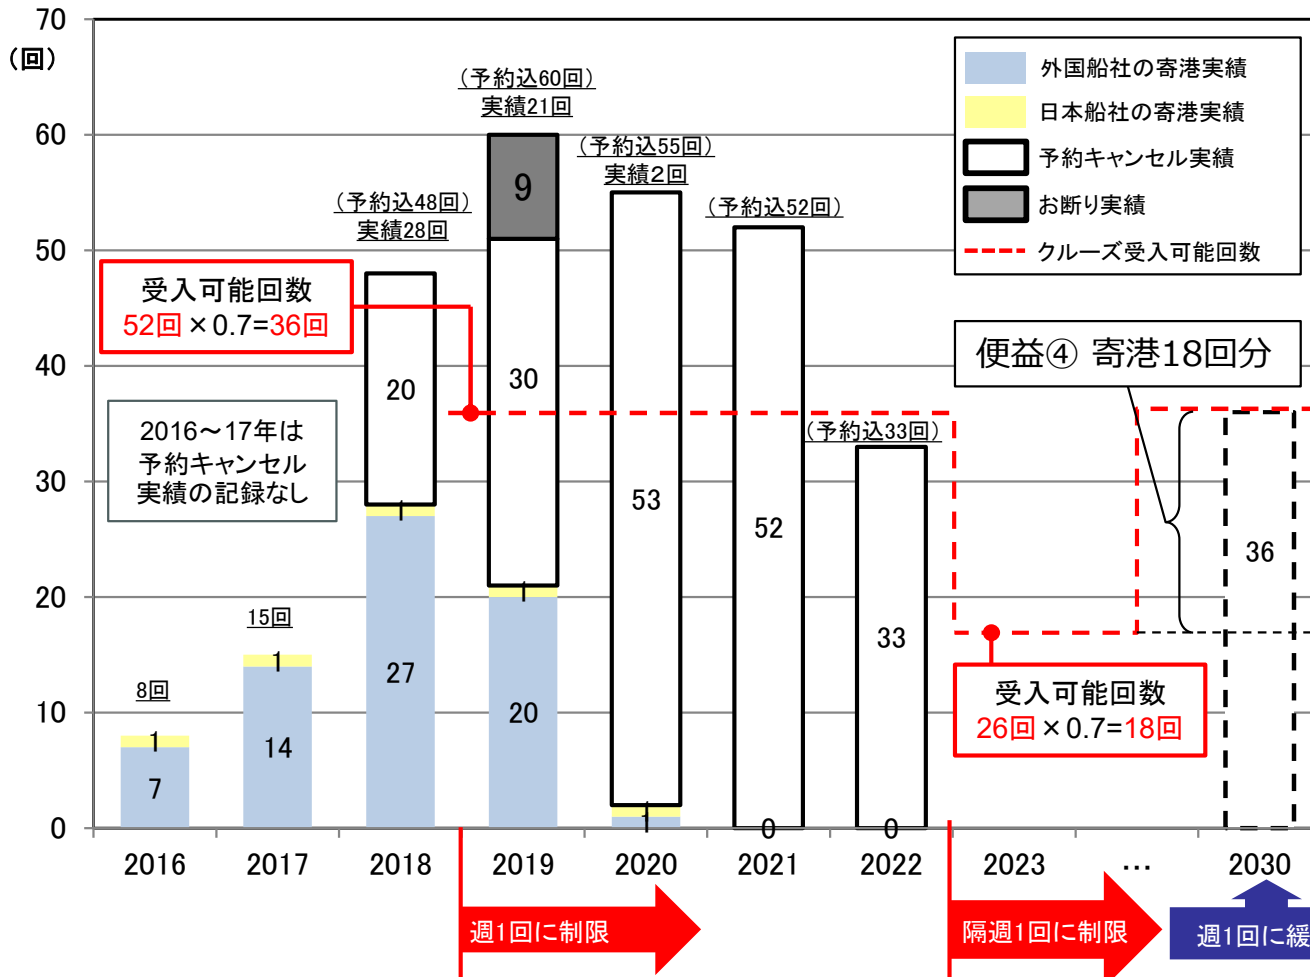 70
(回)
60
50
40
30
20
10
0
外国船社の寄港実績
日本船社の寄港実績
予約キャンセル実績
お断り実績
クルーズ受入可能回数
(予約込60回)
実績21回
(予約込55回)
実績2回
(予約込48回)
実績28回
(予約込52回)
(予約込33回)
受入可能回数
52回×0.7=36回
2016～17年は
予約キャンセル
実績の記録なし
便益④ 寄港18回分
受入可能回数
26回×0.7=18回
8回
1
7
15回
1
14
20
1
27
9
30
1
20
53
1
1
52
0
33
0
36
2016
2017
2018
2019
2020
2021
2022
2023
…
2030
週1回に制限
隔週1回に制限
週1回に緩